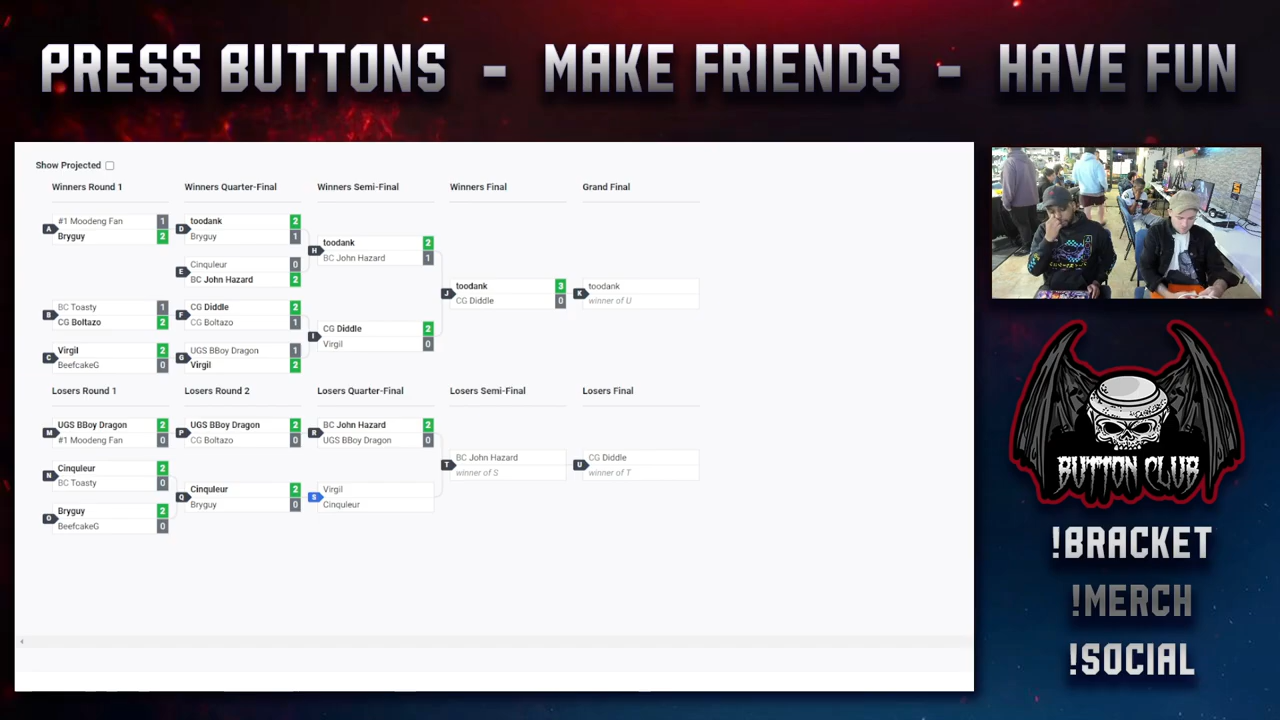 PRESS BUTTONS - MAKE FRIENDS - HAVE FUN
Show Projected
Winners Round 1
Winners Quarter-Final
Winners Semi-Final
Winners Final
Grand Final
A
#1 Moodeng Fan 1
Bryguy 2
D
toodank 2
Bryguy 1
E
Cinquleur 0
BC John Hazard 2
H
toodank 2
BC John Hazard 1
J
toodank 3
CG Diddle 0
K
toodank
winner of U
B
BC Toasty 1
CG Boltazo 2
F
CG Diddle 2
CG Boltazo 1
I
CG Diddle 2
Virgil 0
C
Virgil 2
BeefcakeG 0
G
UGS BBoy Dragon 1
Virgil 2
Losers Round 1
Losers Round 2
Losers Quarter-Final
Losers Semi-Final
Losers Final
M
UGS BBoy Dragon 2
#1 Moodeng Fan 0
P
UGS BBoy Dragon 2
CG Boltazo 0
R
BC John Hazard 2
UGS BBoy Dragon 0
T
BC John Hazard
winner of S
U
CG Diddle
winner of T
N
Cinquleur 2
BC Toasty 0
Q
Cinquleur 2
Bryguy 0
S
Virgil
Cinquleur
O
Bryguy 2
BeefcakeG 0
BUTTON CLUB
!BRACKET
!MERCH
!SOCIAL